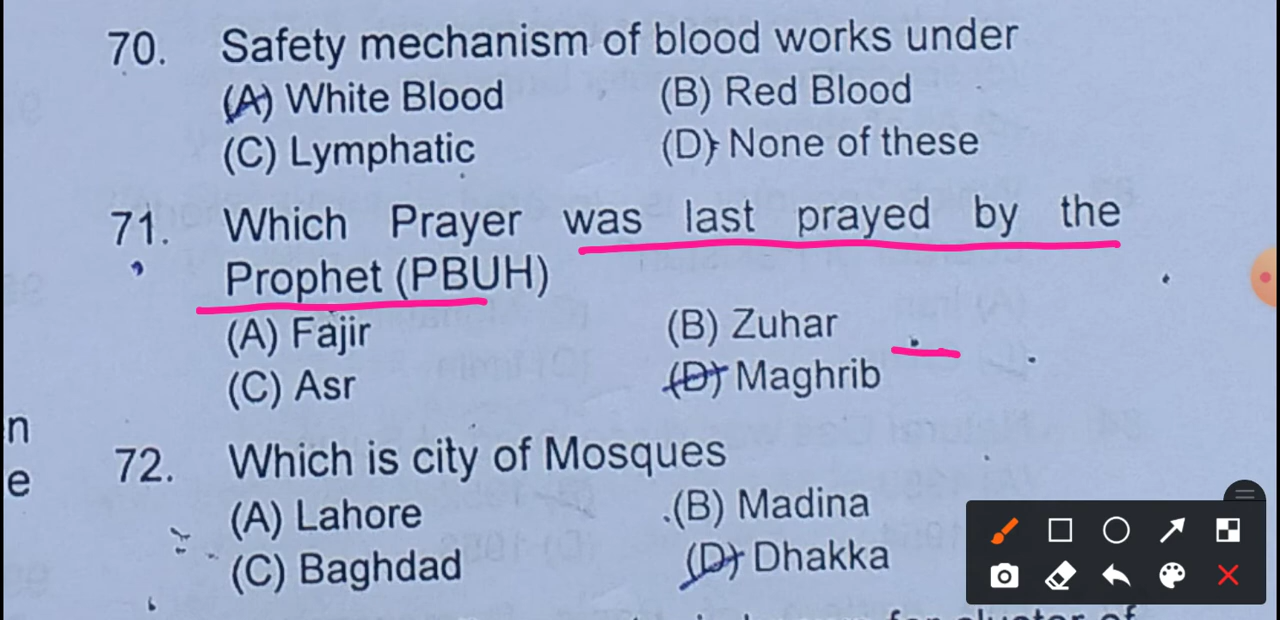 70. Safety mechanism of blood works under
(A) White Blood (B) Red Blood
(C) Lymphatic (D) None of these
71. Which Prayer was last prayed by the
Prophet (PBUH)
(A) Fajir (B) Zuhar
(C) Asr (D) Maghrib
n
e
72. Which is city of Mosques
(A) Lahore (B) Madina
(C) Baghdad (D) Dhakka